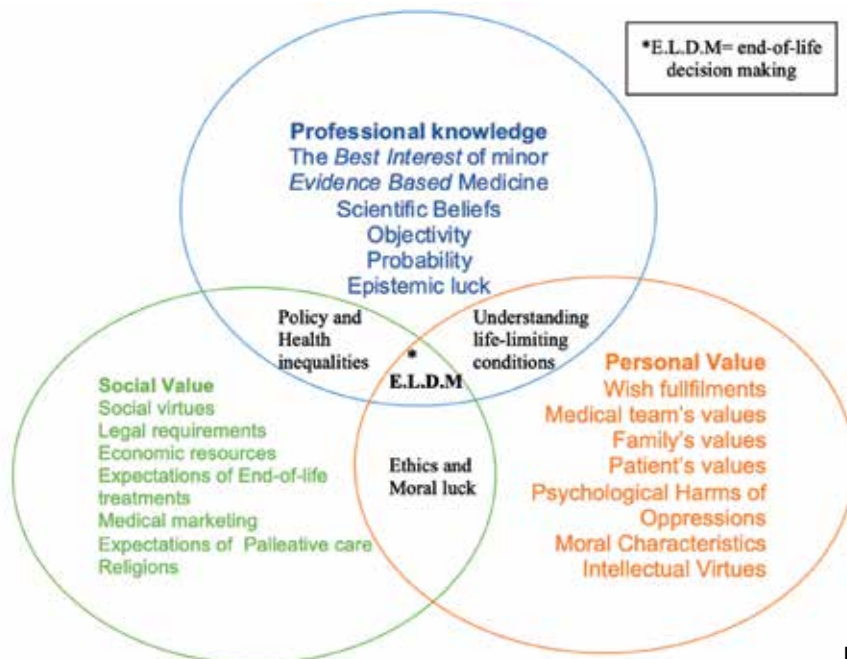 *E.L.D.M= end-of-life
decision making
Professional knowledge
The Best Interest of minor
Evidence Based Medicine
Scientific Beliefs
Objectivity
Probability
Epistemic luck
Policy and
Health
inequalities
Understanding
life-limiting
conditions
*
E.L.D.M
Social Value
Social virtues
Legal requirements
Economic resources
Expectations of End-of-life
treatments
Medical marketing
Expectations of Palleative care
Religions
Ethics and
Moral luck
Personal Value
Wish fullfilments
Medical team's values
Family's values
Patient's values
Psychological Harms of
Oppressions
Moral Characteristics
Intellectual Virtues